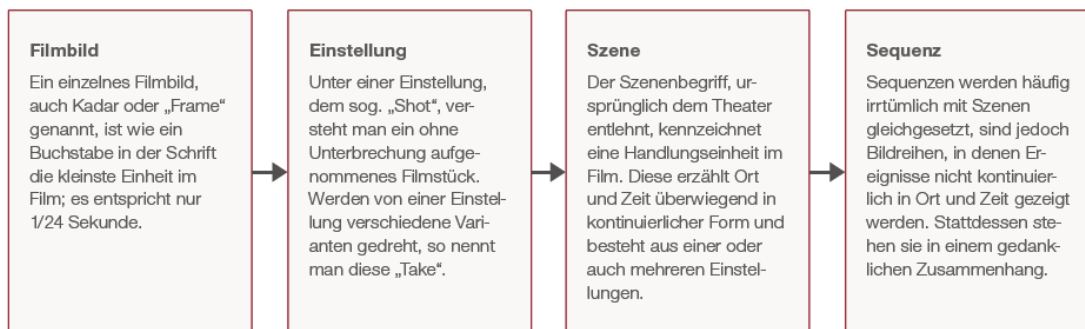 Filmbild
Ein einzelnes Filmbild,
auch Kadar oder „Frame“
genannt, ist wie ein
Buchstabe in der Schrift
die kleinste Einheit im
Film; es entspricht nur
1/24 Sekunde.
Einstellung
Unter einer Einstellung,
dem sog. „Shot“, ver-
steht man ein ohne
Unterbrechung aufge-
nommenes Filmstück.
Werden von einer Einstel-
lung verschiedene Vari-
anten gedreht, so nennt
man diese „Take“.
Szene
Der Szenenbegriff, ur-
sprünglich dem Theater
entlehnt, kennzeichnet
eine Handlungseinheit im
Film. Diese erzählt Ort
und Zeit überwiegend in
kontinuierlicher Form und
besteht aus einer oder
auch mehreren Einstel-
lungen.
Sequenz
Sequenzen werden häufig
irrtümlich mit Szenen
gleichgesetzt, sind jedoch
Bildreihen, in denen Er-
eignisse nicht kontinuier-
lich in Ort und Zeit gezeigt
werden. Stattdessen ste-
hen sie in einem gedank-
lichen Zusammenhang.